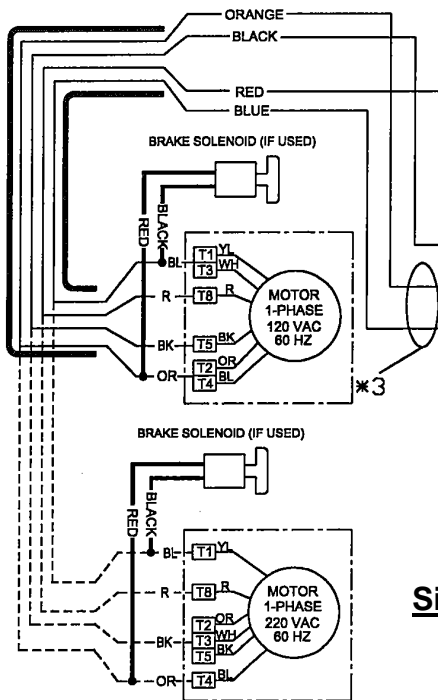 ORANGE
BLACK
RED
BLUE
BRAKE SOLENOID (IF USED)
RED
BLACK
BL T1 YL
T3 WH
R T8 R
BK T5 BK
T2 OR
OR T4 BL
MOTOR
1-PHASE
120 VAC
60 HZ
*3
BRAKE SOLENOID (IF USED)
RED
BLACK
BL T1 YL
R T8 R
T2 OR
BK T3 WH
T5 BK
OR T4 BL
MOTOR
1-PHASE
220 VAC
60 HZ
Si